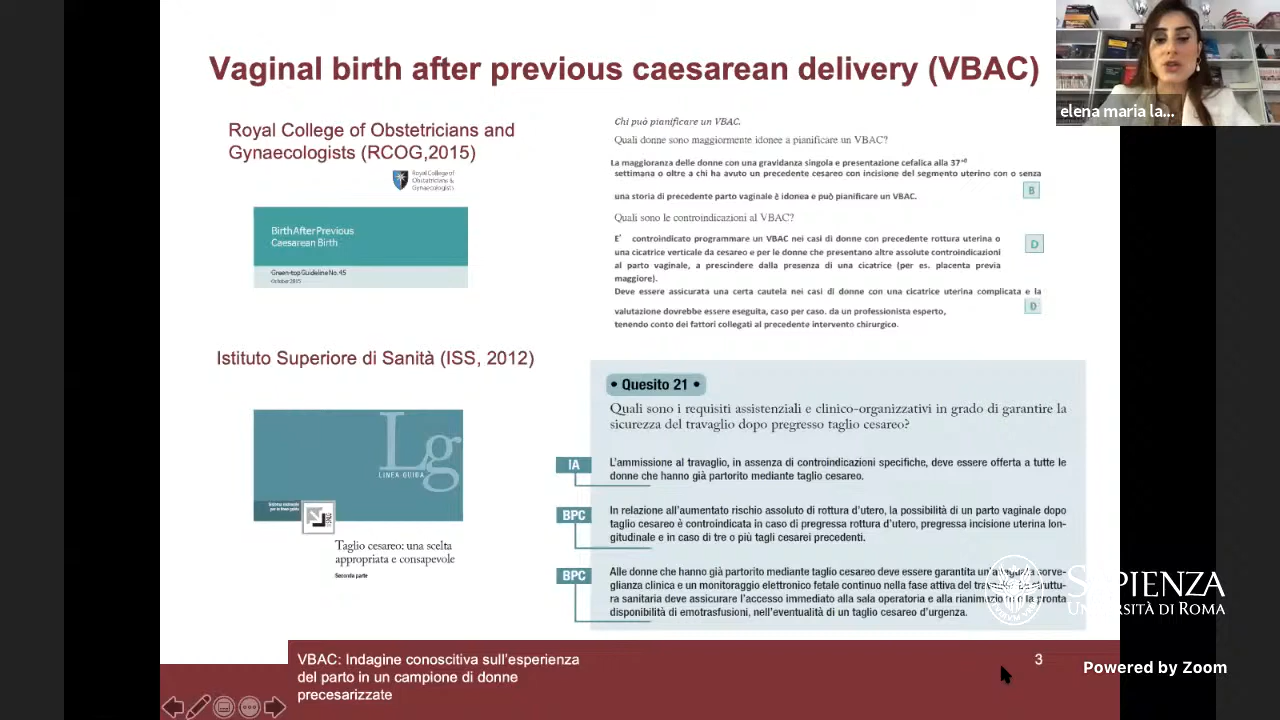 Vaginal birth after previous caesarean delivery (VBAC)
elena maria la...
Royal College of Obstetricians and
Gynaecologists (RCOG,2015)
Royal College of
Obstetricians &
Gynaecologists
Birth After Previous
Caesarean Birth
Green-top Guideline No. 45
October 2015
Chi può pianificare un VBAC.
Quali donne sono maggiormente idonee a pianificare un VBAC?
La maggioranza delle donne con una gravidanza singola e presentazione cefalica alla 37+0
settimana o oltre a chi ha avuto un precedente cesareo con incisione del segmento uterino con o senza
una storia di precedente parto vaginale è idonea e può pianificare un VBAC.
B
Quali sono le controindicazioni al VBAC?
E' controindicato programmare un VBAC nei casi di donne con precedente rottura uterina o
una cicatrice verticale da cesareo e per le donne che presentano altre assolute controindicazioni
al parto vaginale, a prescindere dalla presenza di una cicatrice (per es. placenta previa
maggiore).
D
Deve essere assicurata una certa cautela nei casi di donne con una cicatrice uterina complicata e la
valutazione dovrebbe essere eseguita, caso per caso. da un professionista esperto,
tenendo conto dei fattori collegati al precedente intervento chirurgico.
D
Istituto Superiore di Sanità (ISS, 2012)
Lg
LINEA GUIDA
Taglio cesareo: una scelta
appropriata e consapevole
Seconda parte
• Quesito 21 •
Quali sono i requisiti assistenziali e clinico-organizzativi in grado di garantire la
sicurezza del travaglio dopo pregresso taglio cesareo?
IA
L'ammissione al travaglio, in assenza di controindicazioni specifiche, deve essere offerta a tutte le
donne che hanno già partorito mediante taglio cesareo.
BPC
In relazione all'aumentato rischio assoluto di rottura d'utero, la possibilità di un parto vaginale dopo
taglio cesareo è controindicata in caso di pregressa rottura d'utero, pregressa incisione uterina lon-
gitudinale e in caso di tre o più tagli cesarei precedenti.
BPC
Alle donne che hanno già partorito mediante taglio cesareo deve essere garantita sorve-
glianza clinica e un monitoraggio elettronico fetale continuo nella fase attiva del
ra sanitaria deve assicurare l'accesso immediato alla sala operatoria e alla pronta
disponibilità di emotrasfusioni, nell'eventualità di un taglio cesareo d'urgenza.
SAPIENZA
UNIVERSITÀ DI ROMA
VBAC: Indagine conoscitiva sull'esperienza
del parto in un campione di donne
precesarizzate
3
Powered by Zoom